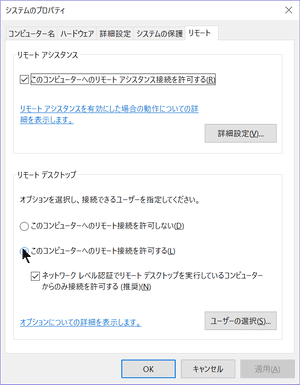 システムのプロパティ
コンピューター名 ハードウェア 詳細設定 システムの保護 リモート
リモート アシスタンス
このコンピューターへのリモート アシスタンス接続を許可する(R)
リモート アシスタンスを有効にした場合の動作についての詳
細を表示します。
詳細設定(V)...
リモート デスクトップ
オプションを選択し、接続できるユーザーを指定してください。
このコンピューターへのリモート接続を許可しない(D)
このコンピューターへのリモート接続を許可する(L)
ネットワーク レベル認証でリモート デスクトップを実行しているコンピューター
からのみ接続を許可する (推奨)(N)
オプションについての詳細を表示します。
ユーザーの選択(S)...
OK キャンセル 適用(A)